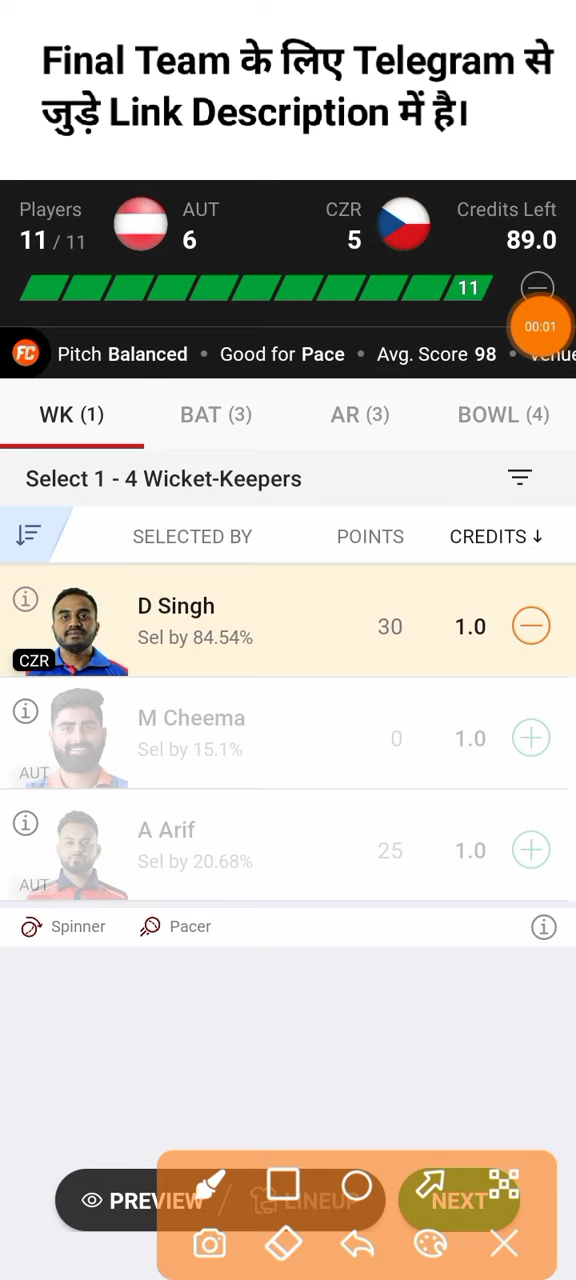 Final Team के लिए Telegram से
जुड़े Link Description में है।
Players AUT CZR Credits Left
11 / 11 6 5 89.0
11
00:01
FC Pitch Balanced • Good for Pace • Avg. Score 98 • Venue
WK (1) BAT (3) AR (3) BOWL (4)
Select 1 - 4 Wicket-Keepers
SELECTED BY POINTS CREDITS ↓
D Singh
Sel by 84.54% 30 1.0
CZR
M Cheema
Sel by 15.1% 0 1.0
AUT
A Arif
Sel by 20.68% 25 1.0
AUT
Spinner Pacer
PREVIEW / LINEUP NEXT